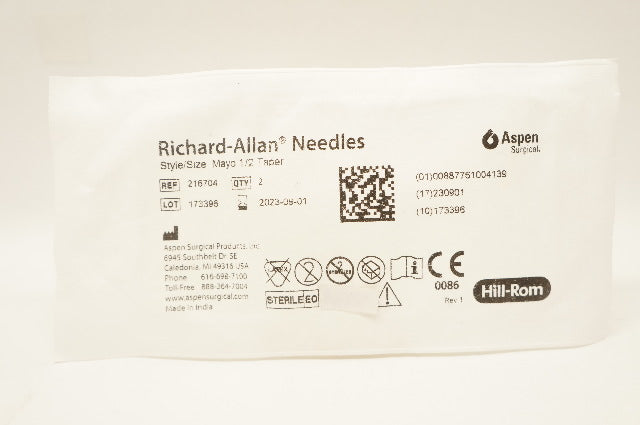 Richard-Allan® Needles
Style/Size Mayo 1/2 Taper
REF 216704 QTY 2
LOT 173396 2023-09-01
Aspen Surgical.
(01)00887761004139
(17)230901
(10)173396
Aspen Surgical Products, Inc
6945 Southbelt Dr. SE
Caledonia, MI 49316 USA
Phone 616-698-7100
Toll-Free 888-364-7004
www.aspensurgical.com
Made in India
STERILE EO
0086
Rev. 1
Hill-Rom